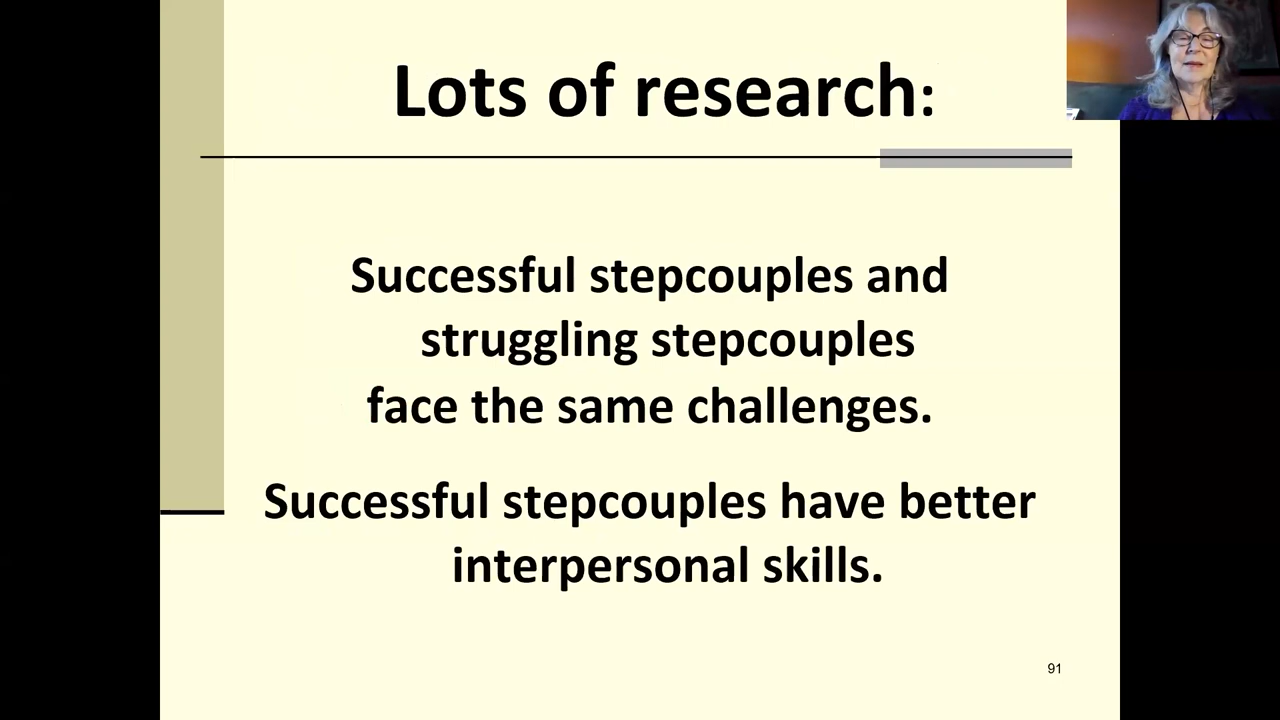 Lots of research:
Successful stepcouples and
struggling stepcouples
face the same challenges.
Successful stepcouples have better
interpersonal skills.
91